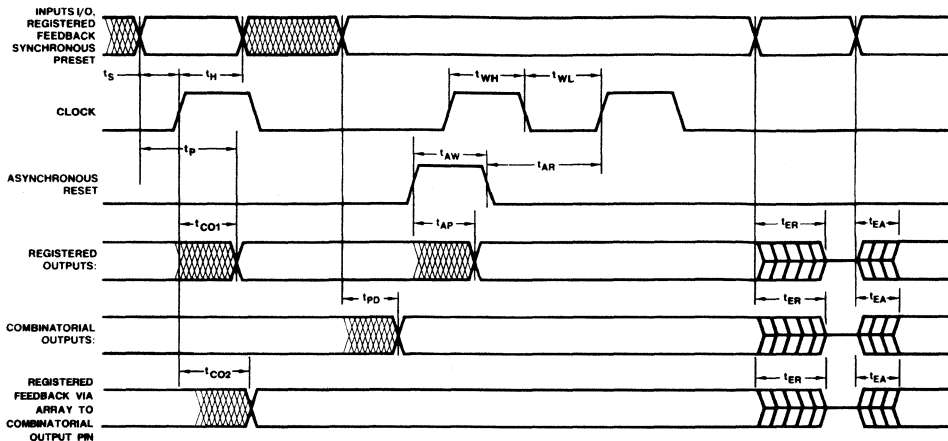 INPUTS I/O,
REGISTERED
FEEDBACK
SYNCHRONOUS
PRESET
tS
tH
tWH
tWL
CLOCK
tP
tAW
tAR
ASYNCHRONOUS
RESET
tCO1
tAP
tER
tEA
REGISTERED
OUTPUTS:
tPD
tER
tEA
COMBINATORIAL
OUTPUTS:
tCO2
tER
tEA
REGISTERED
FEEDBACK VIA
ARRAY TO
COMBINATORIAL
OUTPUT PIN